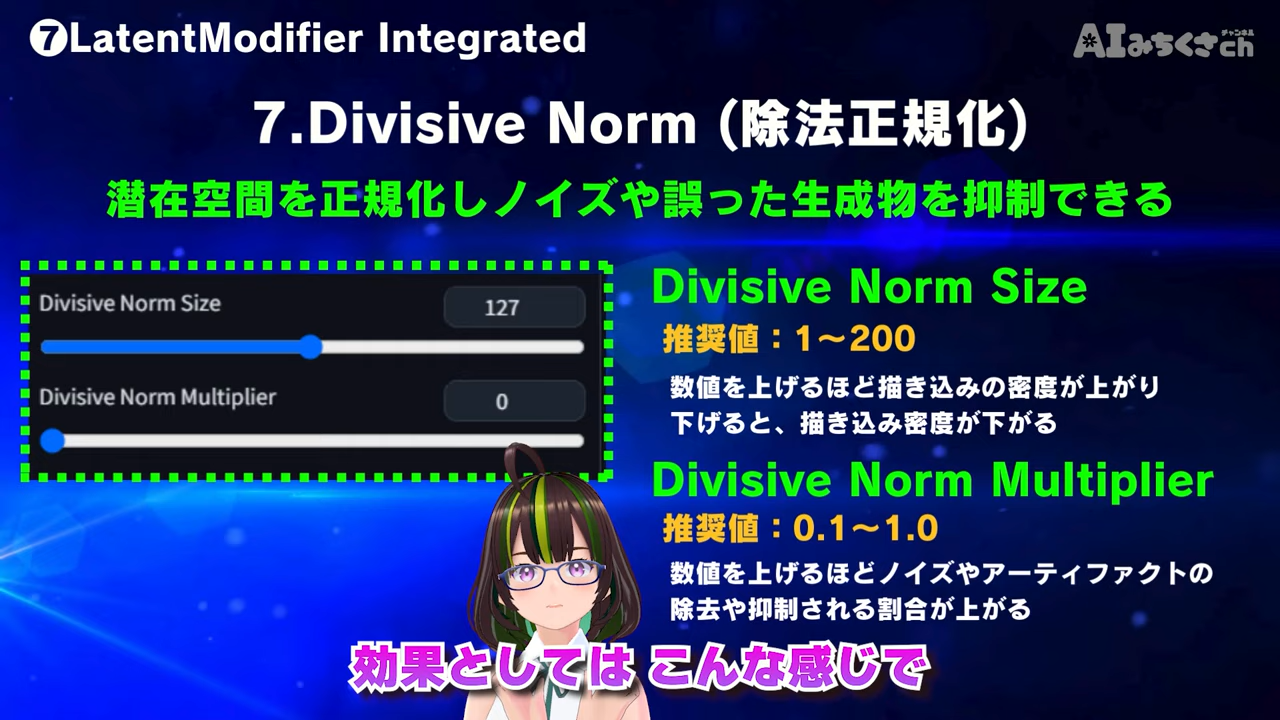 ❼LatentModifier Integrated
AIみちくさch
チャンネル
7.Divisive Norm (除法正規化)
潜在空間を正規化しノイズや誤った生成物を抑制できる
Divisive Norm Size
127
Divisive Norm Multiplier
0
Divisive Norm Size
推奨値：1〜200
数値を上げるほど描き込みの密度が上がり
下げると、描き込み密度が下がる
Divisive Norm Multiplier
推奨値：0.1〜1.0
数値を上げるほどノイズやアーティファクトの
除去や抑制される割合が上がる
効果としては こんな感じで